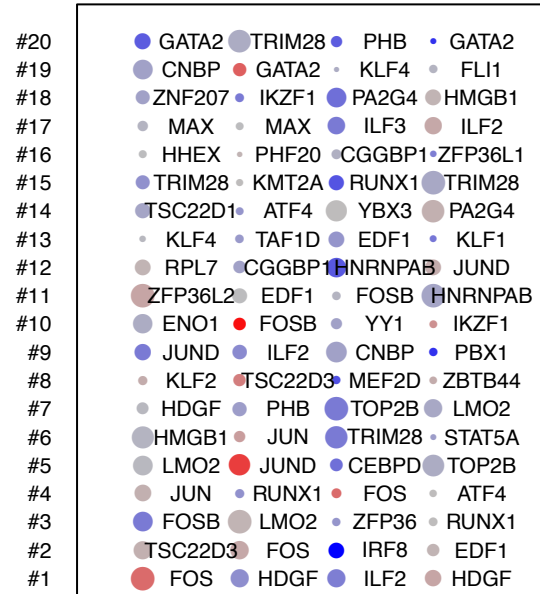 #20 GATA2 TRIM28 PHB GATA2
#19 CNBP GATA2 KLF4 FLI1
#18 ZNF207 IKZF1 PA2G4 HMGB1
#17 MAX MAX ILF3 ILF2
#16 HHEX PHF20 CGGBP1 ZFP36L1
#15 TRIM28 KMT2A RUNX1 TRIM28
#14 TSC22D1 ATF4 YBX3 PA2G4
#13 KLF4 TAF1D EDF1 KLF1
#12 RPL7 CGGBP1 HNRNPAB JUND
#11 ZFP36L2 EDF1 FOSB HNRNPAB
#10 ENO1 FOSB YY1 IKZF1
#9 JUND ILF2 CNBP PBX1
#8 KLF2 TSC22D3 MEF2D ZBTB44
#7 HDGF PHB TOP2B LMO2
#6 HMGB1 JUN TRIM28 STAT5A
#5 LMO2 JUND CEBPD TOP2B
#4 JUN RUNX1 FOS ATF4
#3 FOSB LMO2 ZFP36 RUNX1
#2 TSC22D3 FOS IRF8 EDF1
#1 FOS HDGF ILF2 HDGF